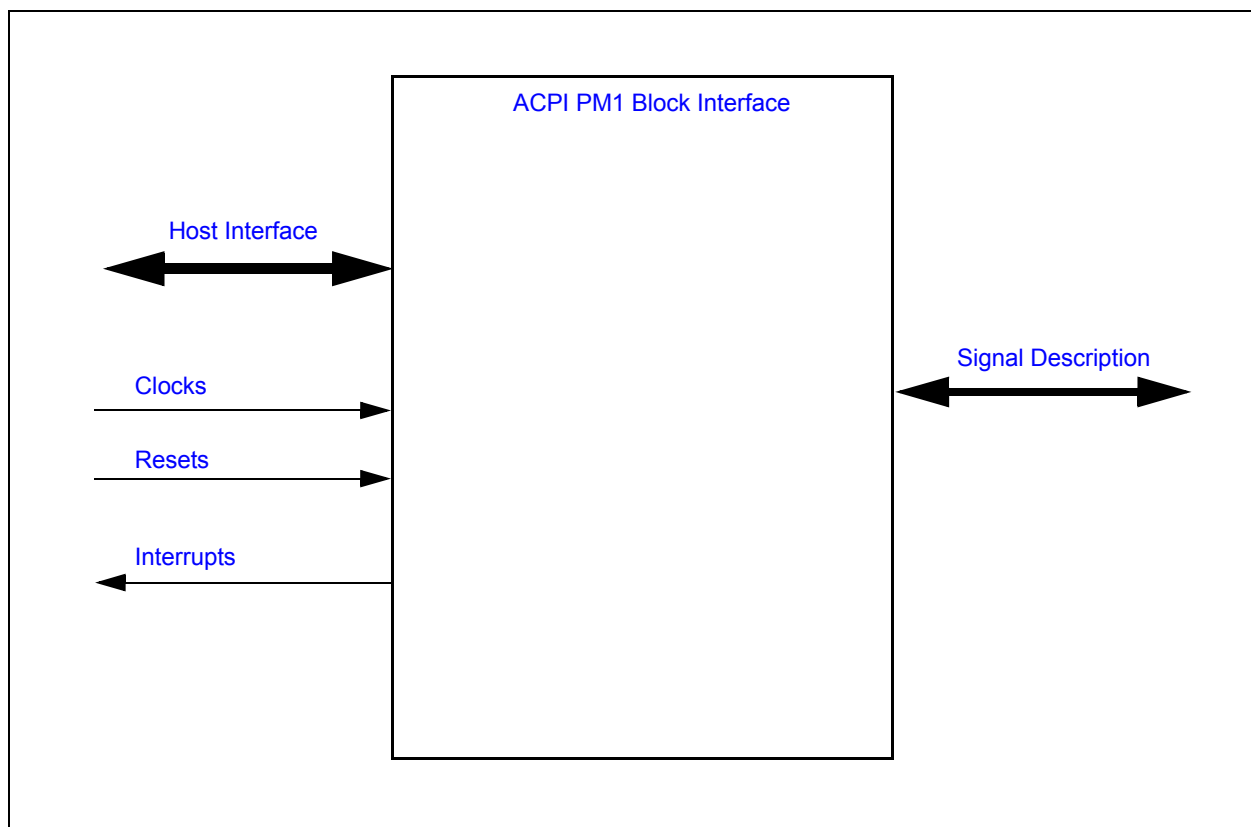 ACPI PM1 Block Interface
Host Interface
Signal Description
Clocks
Resets
Interrupts